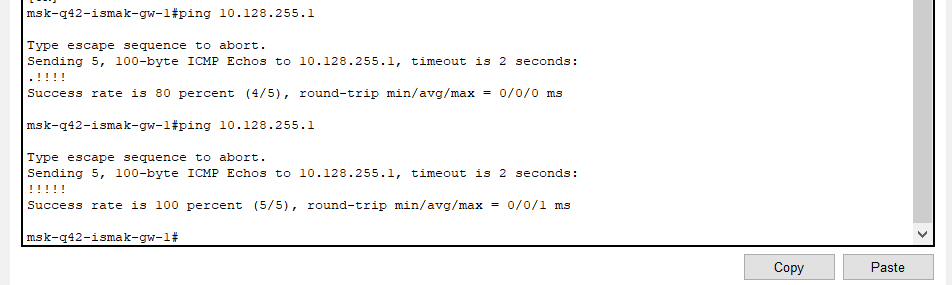 msk-q42-ismak-gw-1#ping 10.128.255.1
Type escape sequence to abort.
Sending 5, 100-byte ICMP Echos to 10.128.255.1, timeout is 2 seconds:
.!!!!
Success rate is 80 percent (4/5), round-trip min/avg/max = 0/0/0 ms
msk-q42-ismak-gw-1#ping 10.128.255.1
Type escape sequence to abort.
Sending 5, 100-byte ICMP Echos to 10.128.255.1, timeout is 2 seconds:
!!!!!
Success rate is 100 percent (5/5), round-trip min/avg/max = 0/0/1 ms
msk-q42-ismak-gw-1#
Copy
Paste